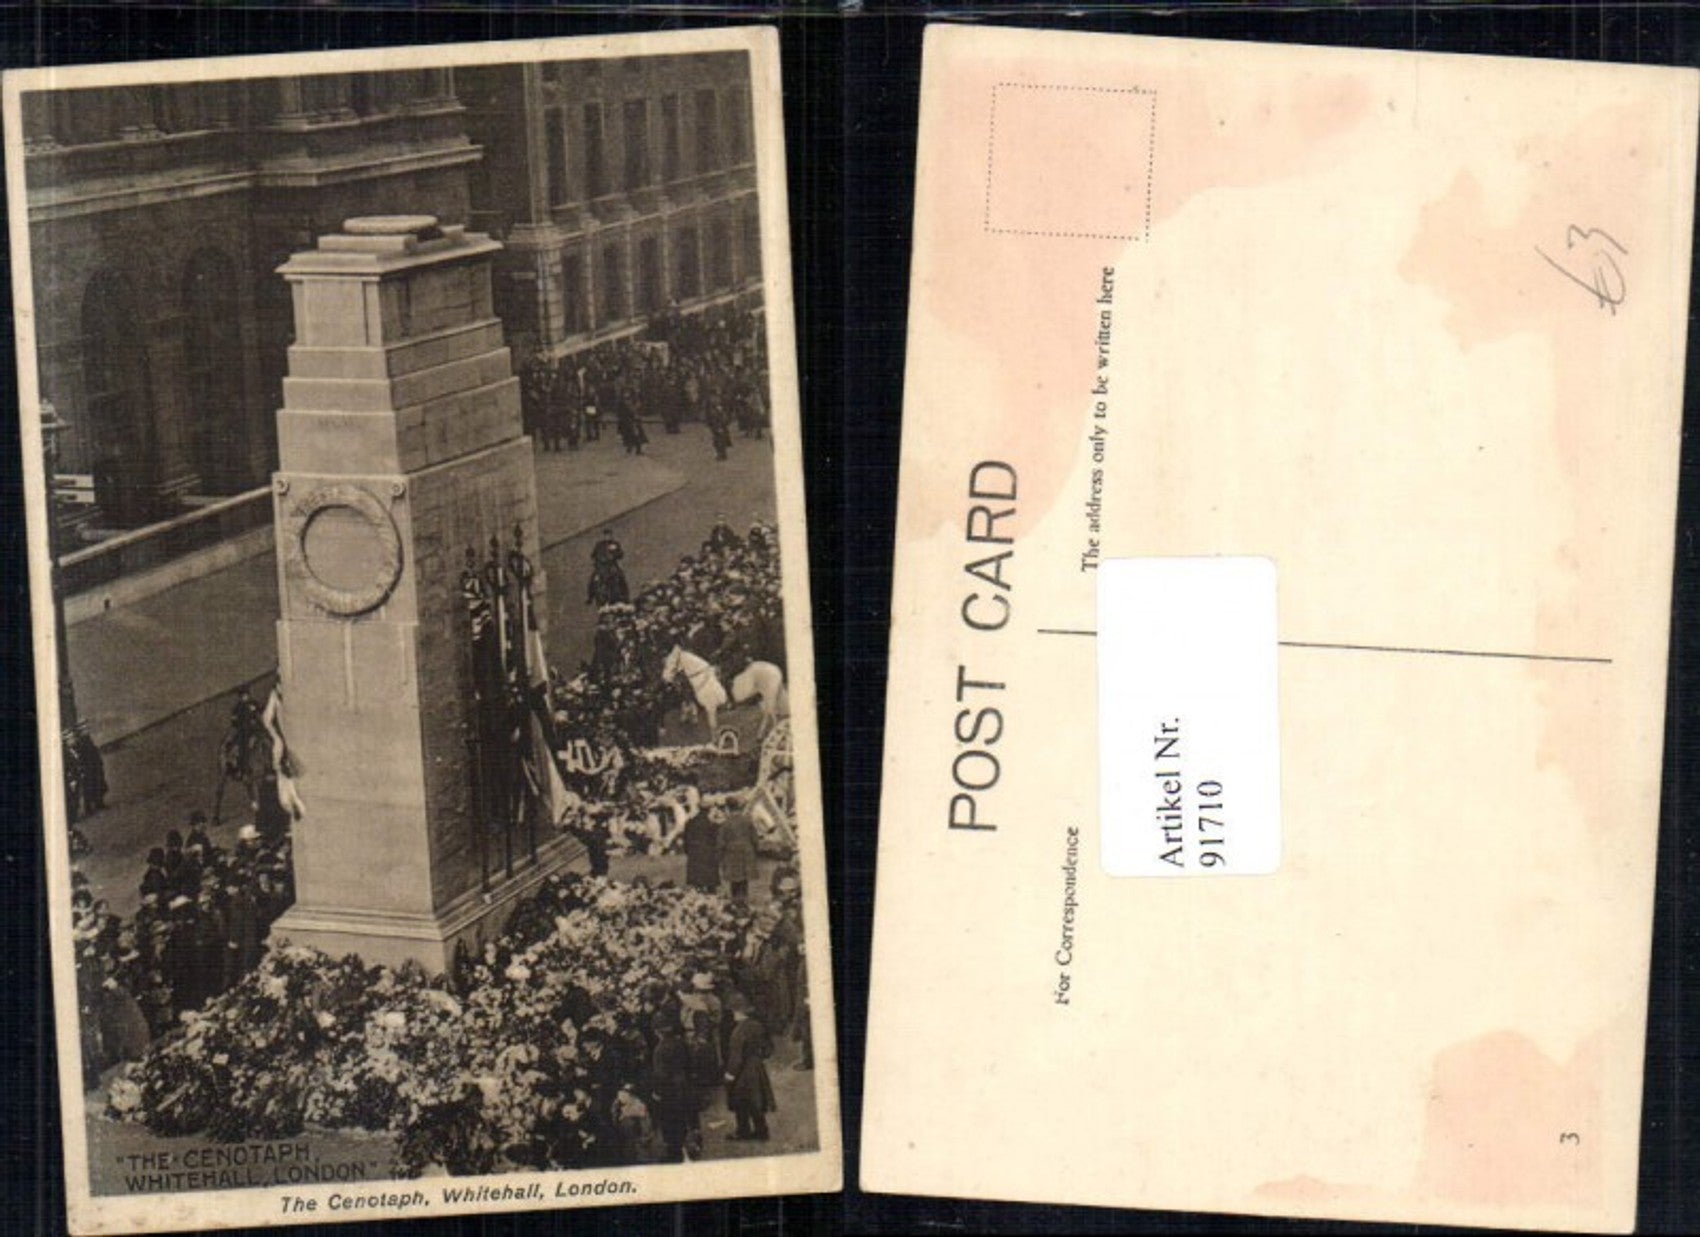 "THE CENOTAPH,
WHITEHALL, LONDON"
The Cenotaph, Whitehall, London.
POST CARD
For Correspondence
The address only to be written here
Artikel Nr.
91710
£3
3